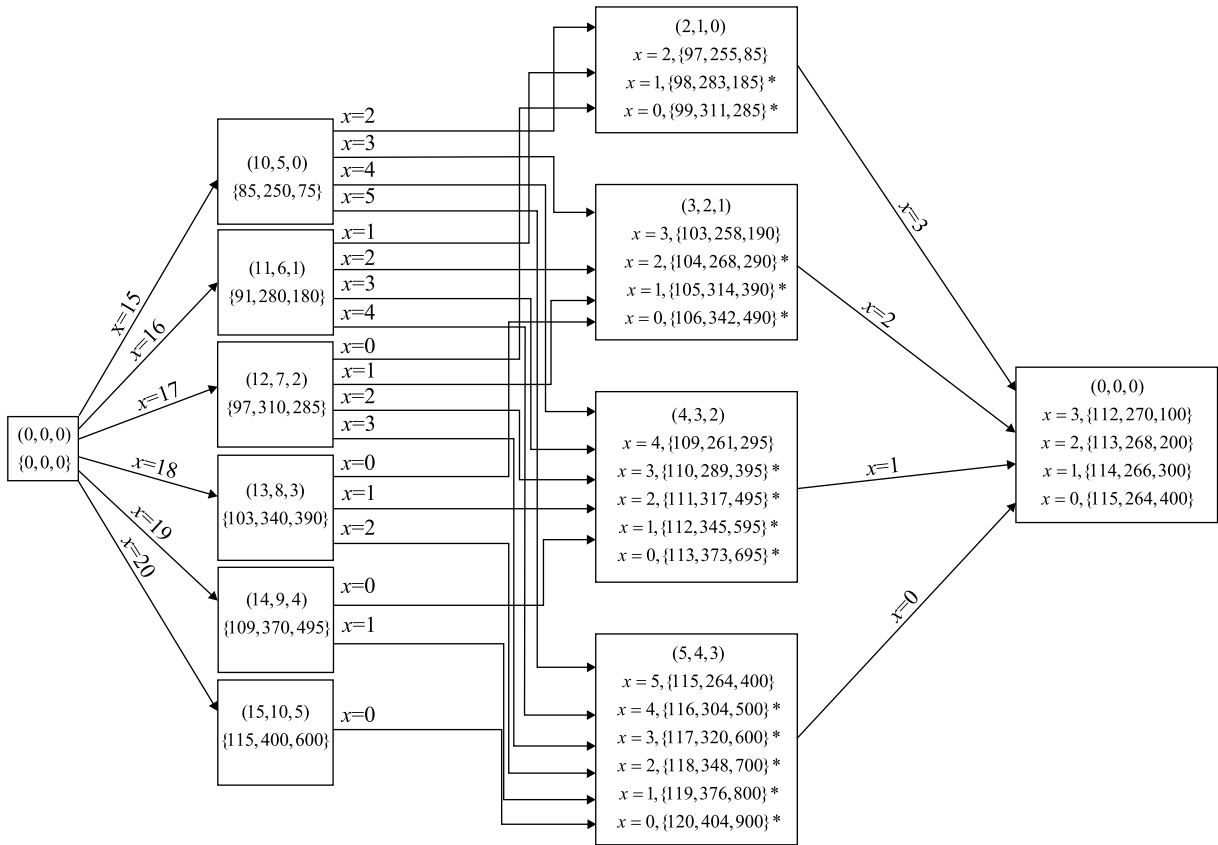 (0,0,0)
{0,0,0}
x=15
x=16
x=17
x=18
x=19
x=20
(10,5,0)
{85,250,75}
x=2
x=3
x=4
x=5
(11,6,1)
{91,280,180}
x=1
x=2
x=3
x=4
(12,7,2)
{97,310,285}
x=0
x=1
x=2
x=3
(13,8,3)
{103,340,390}
x=0
x=1
x=2
(14,9,4)
{109,370,495}
x=0
x=1
(15,10,5)
{115,400,600}
x=0
(2,1,0)
x = 2,{97,255,85}
x = 1,{98,283,185}*
x = 0,{99,311,285}*
(3,2,1)
x = 3,{103,258,190}
x = 2,{104,268,290}*
x = 1,{105,314,390}*
x = 0,{106,342,490}*
(4,3,2)
x = 4,{109,261,295}
x = 3,{110,289,395}*
x = 2,{111,317,495}*
x = 1,{112,345,595}*
x = 0,{113,373,695}*
(5,4,3)
x = 5,{115,264,400}
x = 4,{116,304,500}*
x = 3,{117,320,600}*
x = 2,{118,348,700}*
x = 1,{119,376,800}*
x = 0,{120,404,900}*
x=3
x=2
x=1
x=0
(0,0,0)
x = 3,{112,270,100}
x = 2,{113,268,200}
x = 1,{114,266,300}
x = 0,{115,264,400}